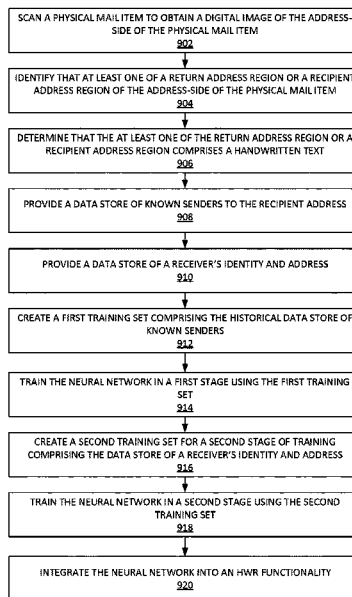 SCAN A PHYSICAL MAIL ITEM TO OBTAIN A DIGITAL IMAGE OF THE ADDRESS-
SIDE OF THE PHYSICAL MAIL ITEM
902
IDENTIFY THAT AT LEAST ONE OF A RETURN ADDRESS REGION OR A RECIPIENT
ADDRESS REGION OF THE ADDRESS-SIDE OF THE PHYSICAL MAIL ITEM
904
DETERMINE THAT THE AT LEAST ONE OF THE RETURN ADDRESS REGION OR A
RECIPIENT ADDRESS REGION COMPRISES A HANDWRITTEN TEXT
906
PROVIDE A DATA STORE OF KNOWN SENDERS TO THE RECIPIENT ADDRESS
908
PROVIDE A DATA STORE OF A RECEIVER'S IDENTITY AND ADDRESS
910
CREATE A FIRST TRAINING SET COMPRISING THE HISTORICAL DATA STORE OF
KNOWN SENDERS
912
TRAIN THE NEURAL NETWORK IN A FIRST STAGE USING THE FIRST TRAINING
SET
914
CREATE A SECOND TRAINING SET FOR A SECOND STAGE OF TRAINING
COMPRISING THE DATA STORE OF A RECEIVER'S IDENTITY AND ADDRESS
916
TRAIN THE NEURAL NETWORK IN A SECOND STAGE USING THE SECOND
TRAINING SET
918
INTEGRATE THE NEURAL NETWORK INTO AN HWR FUNCTIONALITY
920